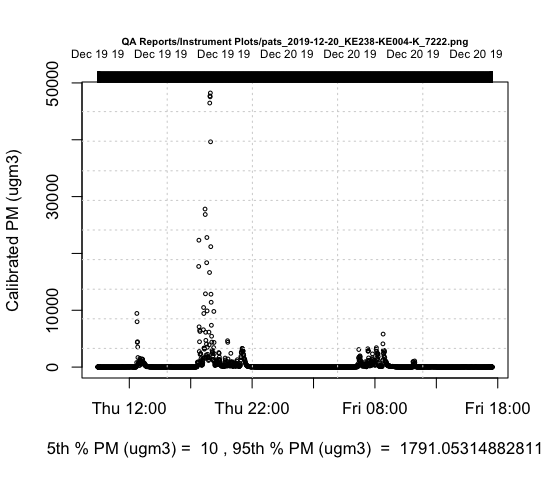 QA Reports/Instrument Plots/pats_2019-12-20_KE238-KE004-K_7222.png
Dec 19 19 Dec 19 19 Dec 19 19 Dec 20 19 Dec 20 19 Dec 20 19 Dec 20 19
50000
30000
10000
0
Calibrated PM (ugm3)
Thu 12:00 Thu 22:00 Fri 08:00 Fri 18:00
5th % PM (ugm3) = 10 , 95th % PM (ugm3) = 1791.05314882811